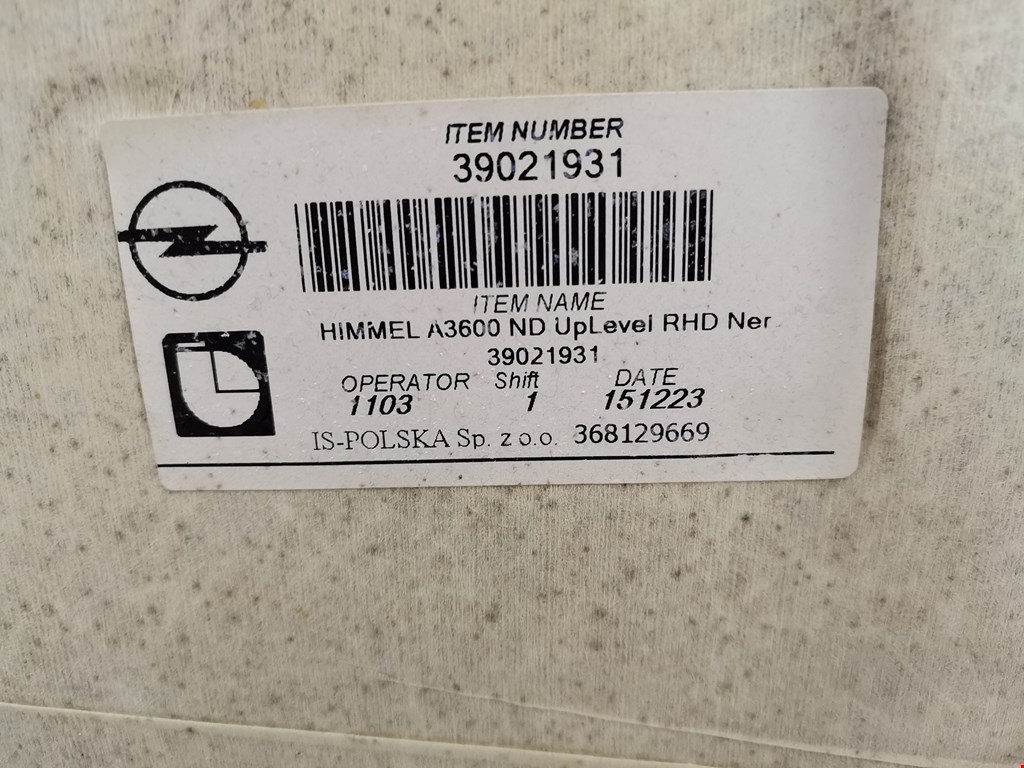 ITEM NUMBER
39021931
ITEM NAME
HIMMEL A3600 ND UpLevel RHD Ner
39021931
OPERATOR Shift DATE
1103 1 151223
IS-POLSKA Sp. z o.o. 368129669